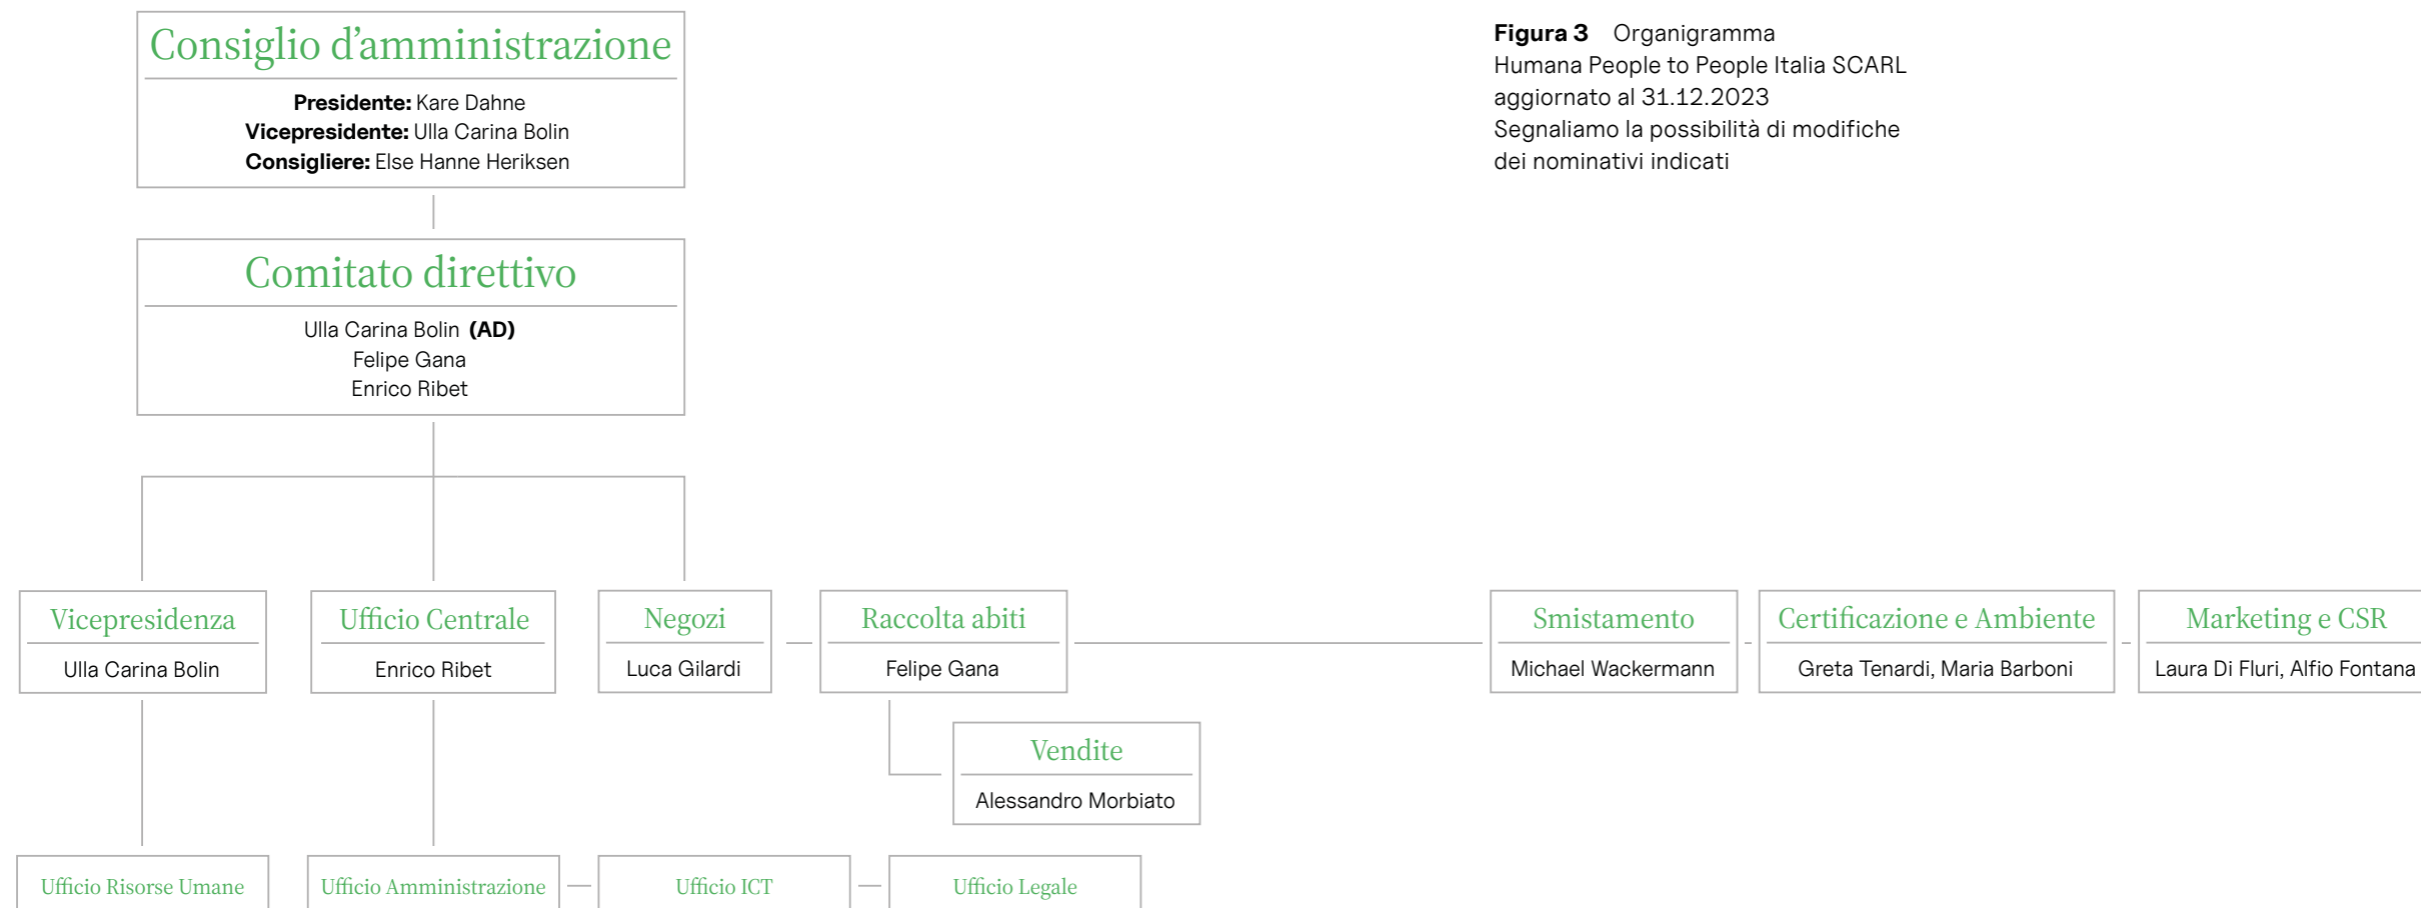 Consiglio d’amministrazione
Presidente: Kare Dahne
Vicepresidente: Ulla Carina Bolin
Consigliere: Else Hanne Heriksen
Figura 3 Organigramma
Humana People to People Italia SCARL
aggiornato al 31.12.2023
Segnaliamo la possibilità di modifiche
dei nominativi indicati
Comitato direttivo
Ulla Carina Bolin (AD)
Felipe Gana
Enrico Ribet
Vicepresidenza
Ulla Carina Bolin
Ufficio Centrale
Enrico Ribet
Negozi
Luca Gilardi
Raccolta abiti
Felipe Gana
Smistamento
Michael Wackermann
Certificazione e Ambiente
Greta Tenardi, Maria Barboni
Marketing e CSR
Laura Di Fluri, Alfio Fontana
Vendite
Alessandro Morbiato
Ufficio Risorse Umane
Ufficio Amministrazione
Ufficio ICT
Ufficio Legale